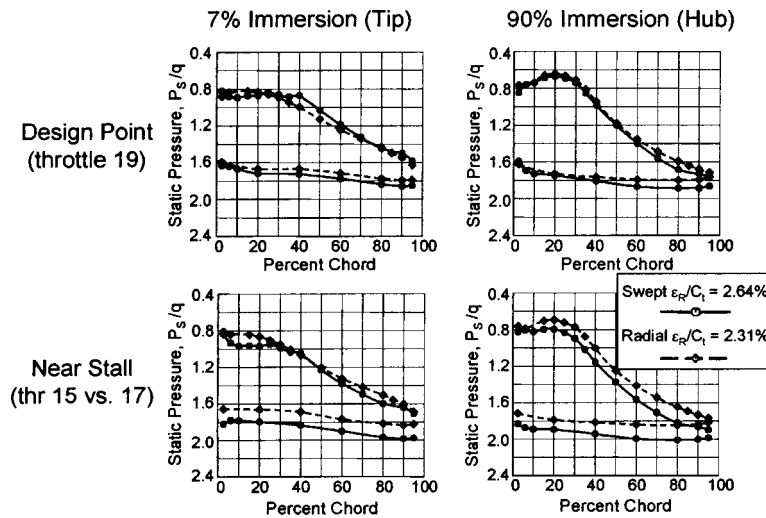 7% Immersion (Tip)
90% Immersion (Hub)
Design Point
(throttle 19)
Static Pressure, Ps/q
0.4
0.8
1.2
1.6
2.0
2.4
0 20 40 60 80 100
Percent Chord
Static Pressure, Ps/q
0.4
0.8
1.2
1.6
2.0
2.4
0 20 40 60 80 100
Percent Chord
Near Stall
(thr 15 vs. 17)
Static Pressure, Ps/q
0.4
0.8
1.2
1.6
2.0
2.4
0 20 40 60 80 100
Percent Chord
Static Pressure, Ps/q
0.4
0.8
1.2
1.6
2.0
2.4
0 20 40 60 80 100
Percent Chord
Swept εR/Ct = 2.64%
Radial εR/Ct = 2.31%